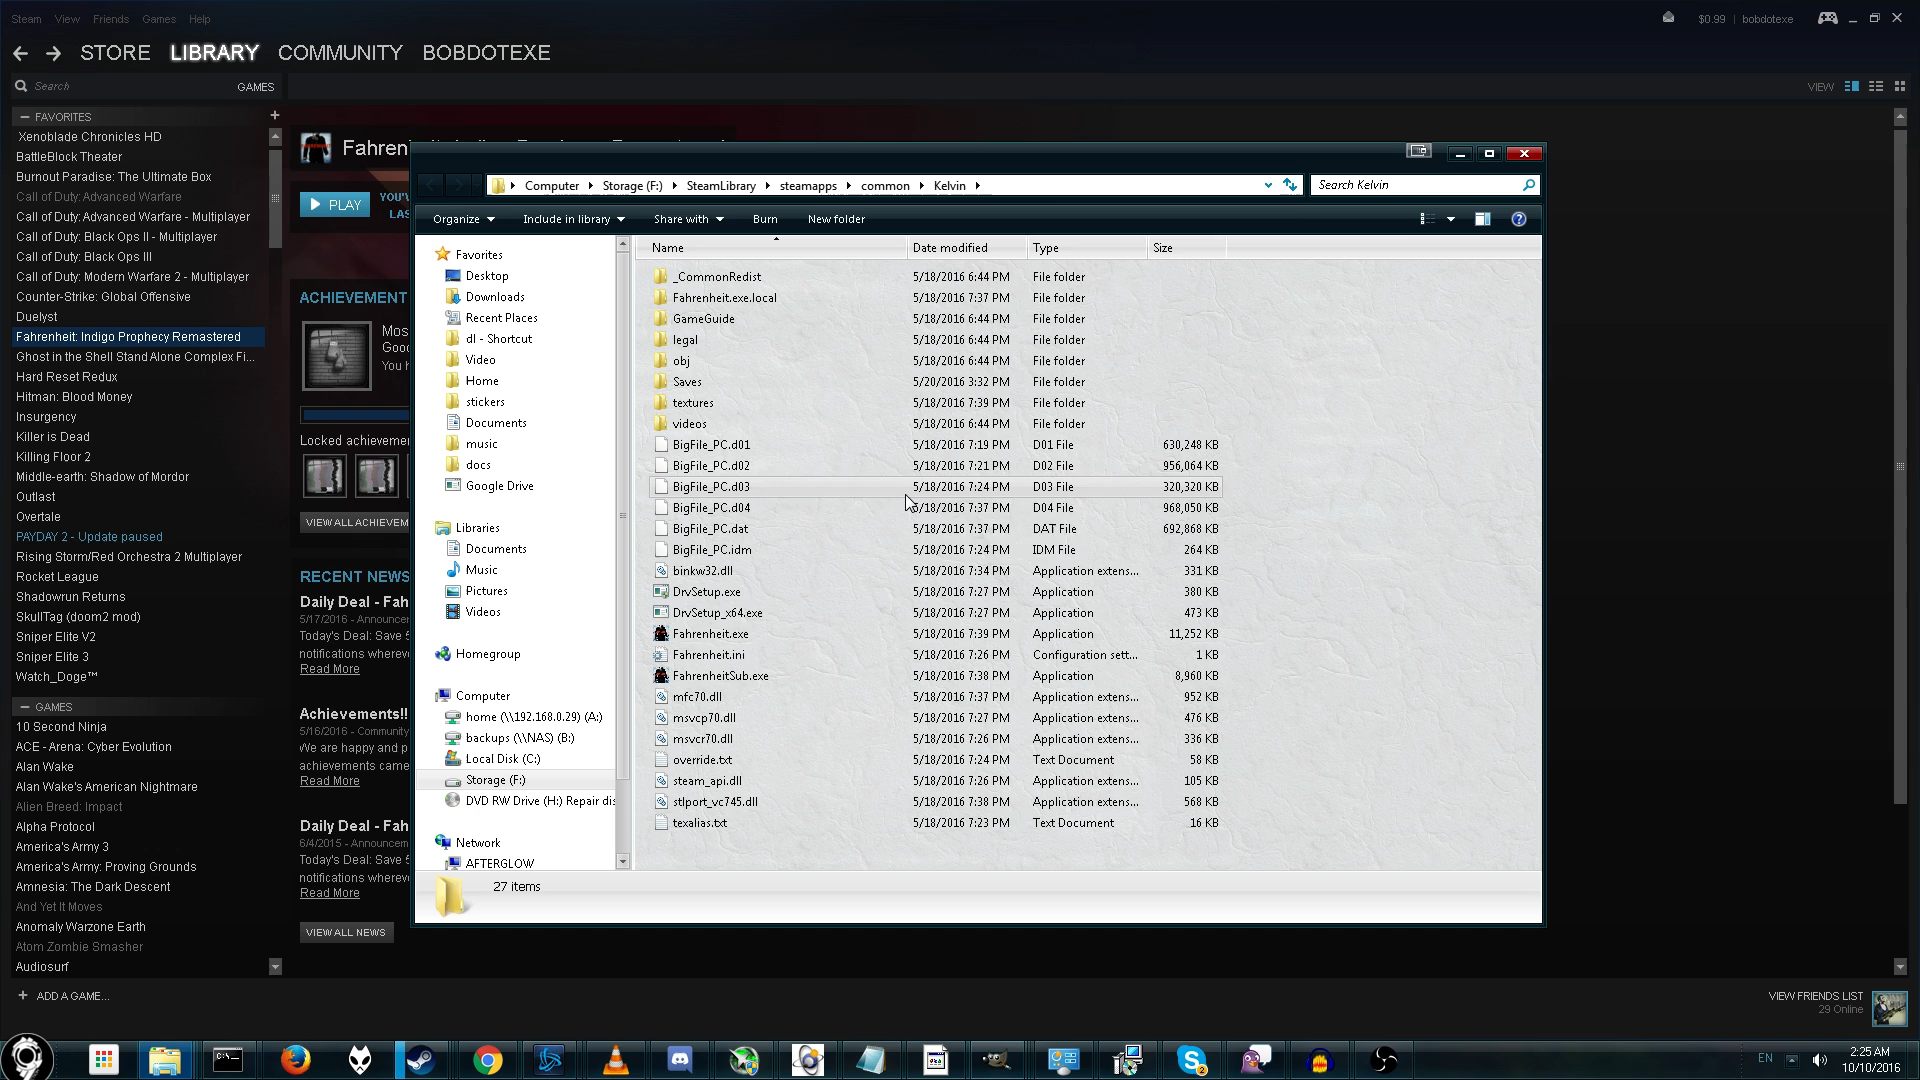 Steam View Friends Games Help
$0.99 | bobdotexe
STORE LIBRARY COMMUNITY BOBDOTEXE
Search GAMES
VIEW
— FAVORITES +
Xenoblade Chronicles HD
BattleBlock Theater
Burnout Paradise: The Ultimate Box
Call of Duty: Advanced Warfare
Call of Duty: Advanced Warfare - Multiplayer
Call of Duty: Black Ops II - Multiplayer
Call of Duty: Black Ops III
Call of Duty: Modern Warfare 2 - Multiplayer
Counter-Strike: Global Offensive
Duelyst
Fahrenheit: Indigo Prophecy Remastered
Ghost in the Shell Stand Alone Complex Fi...
Hard Reset Redux
Hitman: Blood Money
Insurgency
Killer is Dead
Killing Floor 2
Middle-earth: Shadow of Mordor
Outlast
Overtale
PAYDAY 2 - Update paused
Rising Storm/Red Orchestra 2 Multiplayer
Rocket League
Shadowrun Returns
SkullTag (doom2 mod)
Sniper Elite V2
Sniper Elite 3
Watch_Doge™
— GAMES
10 Second Ninja
ACE - Arena: Cyber Evolution
Alan Wake
Alan Wake's American Nightmare
Alien Breed: Impact
Alpha Protocol
America's Army 3
America's Army: Proving Grounds
Amnesia: The Dark Descent
And Yet It Moves
Anomaly Warzone Earth
Atom Zombie Smasher
Audiosurf
+ ADD A GAME...
Fahren
PLAY
YOU'V
LAS
ACHIEVEMENT
Mos
Good
You h
Locked achieveme
VIEW ALL ACHIEVEM
RECENT NEWS
Daily Deal - Fah
5/17/2016 - Announcem
Today's Deal: Save 5
notifications wherev
Read More
Achievements!!
5/16/2016 - Community
We are happy and p
achievements came
Read More
Daily Deal - Fah
6/4/2015 - Announcem
Today's Deal: Save 5
notifications wherev
Read More
VIEW ALL NEWS
Computer Storage (F:) SteamLibrary steamapps common Kelvin
Search Kelvin
Organize Include in library Share with Burn New folder
Favorites
Desktop
Downloads
Recent Places
dl - Shortcut
Video
Home
stickers
Documents
music
docs
Google Drive
Libraries
Documents
Music
Pictures
Videos
Homegroup
Computer
home (\\192.168.0.29) (A:)
backups (\\NAS) (B:)
Local Disk (C:)
Storage (F:)
DVD RW Drive (H:) Repair dis
Network
AFTERGLOW
Name Date modified Type Size
_CommonRedist 5/18/2016 6:44 PM File folder
Fahrenheit.exe.local 5/18/2016 7:37 PM File folder
GameGuide 5/18/2016 6:44 PM File folder
legal 5/18/2016 6:44 PM File folder
obj 5/18/2016 6:44 PM File folder
Saves 5/20/2016 3:32 PM File folder
textures 5/18/2016 7:39 PM File folder
videos 5/18/2016 6:44 PM File folder
BigFile_PC.d01 5/18/2016 7:19 PM D01 File 630,248 KB
BigFile_PC.d02 5/18/2016 7:21 PM D02 File 956,064 KB
BigFile_PC.d03 5/18/2016 7:24 PM D03 File 320,320 KB
BigFile_PC.d04 5/18/2016 7:37 PM D04 File 968,050 KB
BigFile_PC.dat 5/18/2016 7:37 PM DAT File 692,868 KB
BigFile_PC.idm 5/18/2016 7:24 PM IDM File 264 KB
binkw32.dll 5/18/2016 7:34 PM Application extens... 331 KB
DrvSetup.exe 5/18/2016 7:27 PM Application 380 KB
DrvSetup_x64.exe 5/18/2016 7:27 PM Application 473 KB
Fahrenheit.exe 5/18/2016 7:39 PM Application 11,252 KB
Fahrenheit.ini 5/18/2016 7:26 PM Configuration sett... 1 KB
FahrenheitSub.exe 5/18/2016 7:38 PM Application 8,960 KB
mfc70.dll 5/18/2016 7:37 PM Application extens... 952 KB
msvcp70.dll 5/18/2016 7:27 PM Application extens... 476 KB
msvcr70.dll 5/18/2016 7:26 PM Application extens... 336 KB
override.txt 5/18/2016 7:24 PM Text Document 58 KB
steam_api.dll 5/18/2016 7:26 PM Application extens... 105 KB
stlport_vc745.dll 5/18/2016 7:38 PM Application extens... 568 KB
texalias.txt 5/18/2016 7:23 PM Text Document 16 KB
27 items
VIEW FRIENDS LIST
29 Online
EN
2:25 AM
10/10/2016